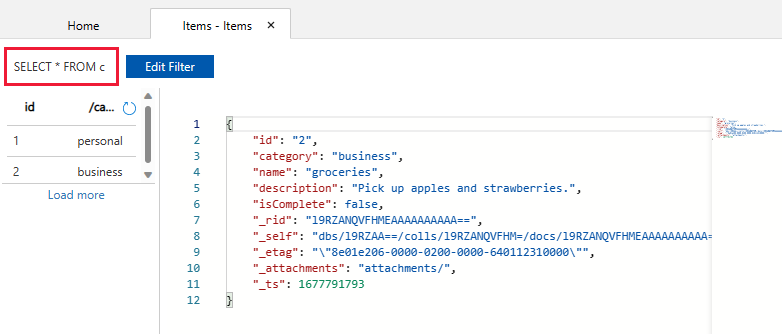 Home
Items - Items
SELECT * FROM c
Edit Filter
id /ca...
1 personal
2 business
Load more
1 {
2 "id": "2",
3 "category": "business",
4 "name": "groceries",
5 "description": "Pick up apples and strawberries.",
6 "isComplete": false,
7 "_rid": "l9RZANQVFHMEAAAAAAAAAA==",
8 "_self": "dbs/l9RZAA==/colls/l9RZANQVFHM=/docs/l9RZANQVFHMEAAAAAAAAAA=
9 "_etag": "\"8e01e206-0000-0200-0000-640112310000\"",
10 "_attachments": "attachments/",
11 "_ts": 1677791793
12 }